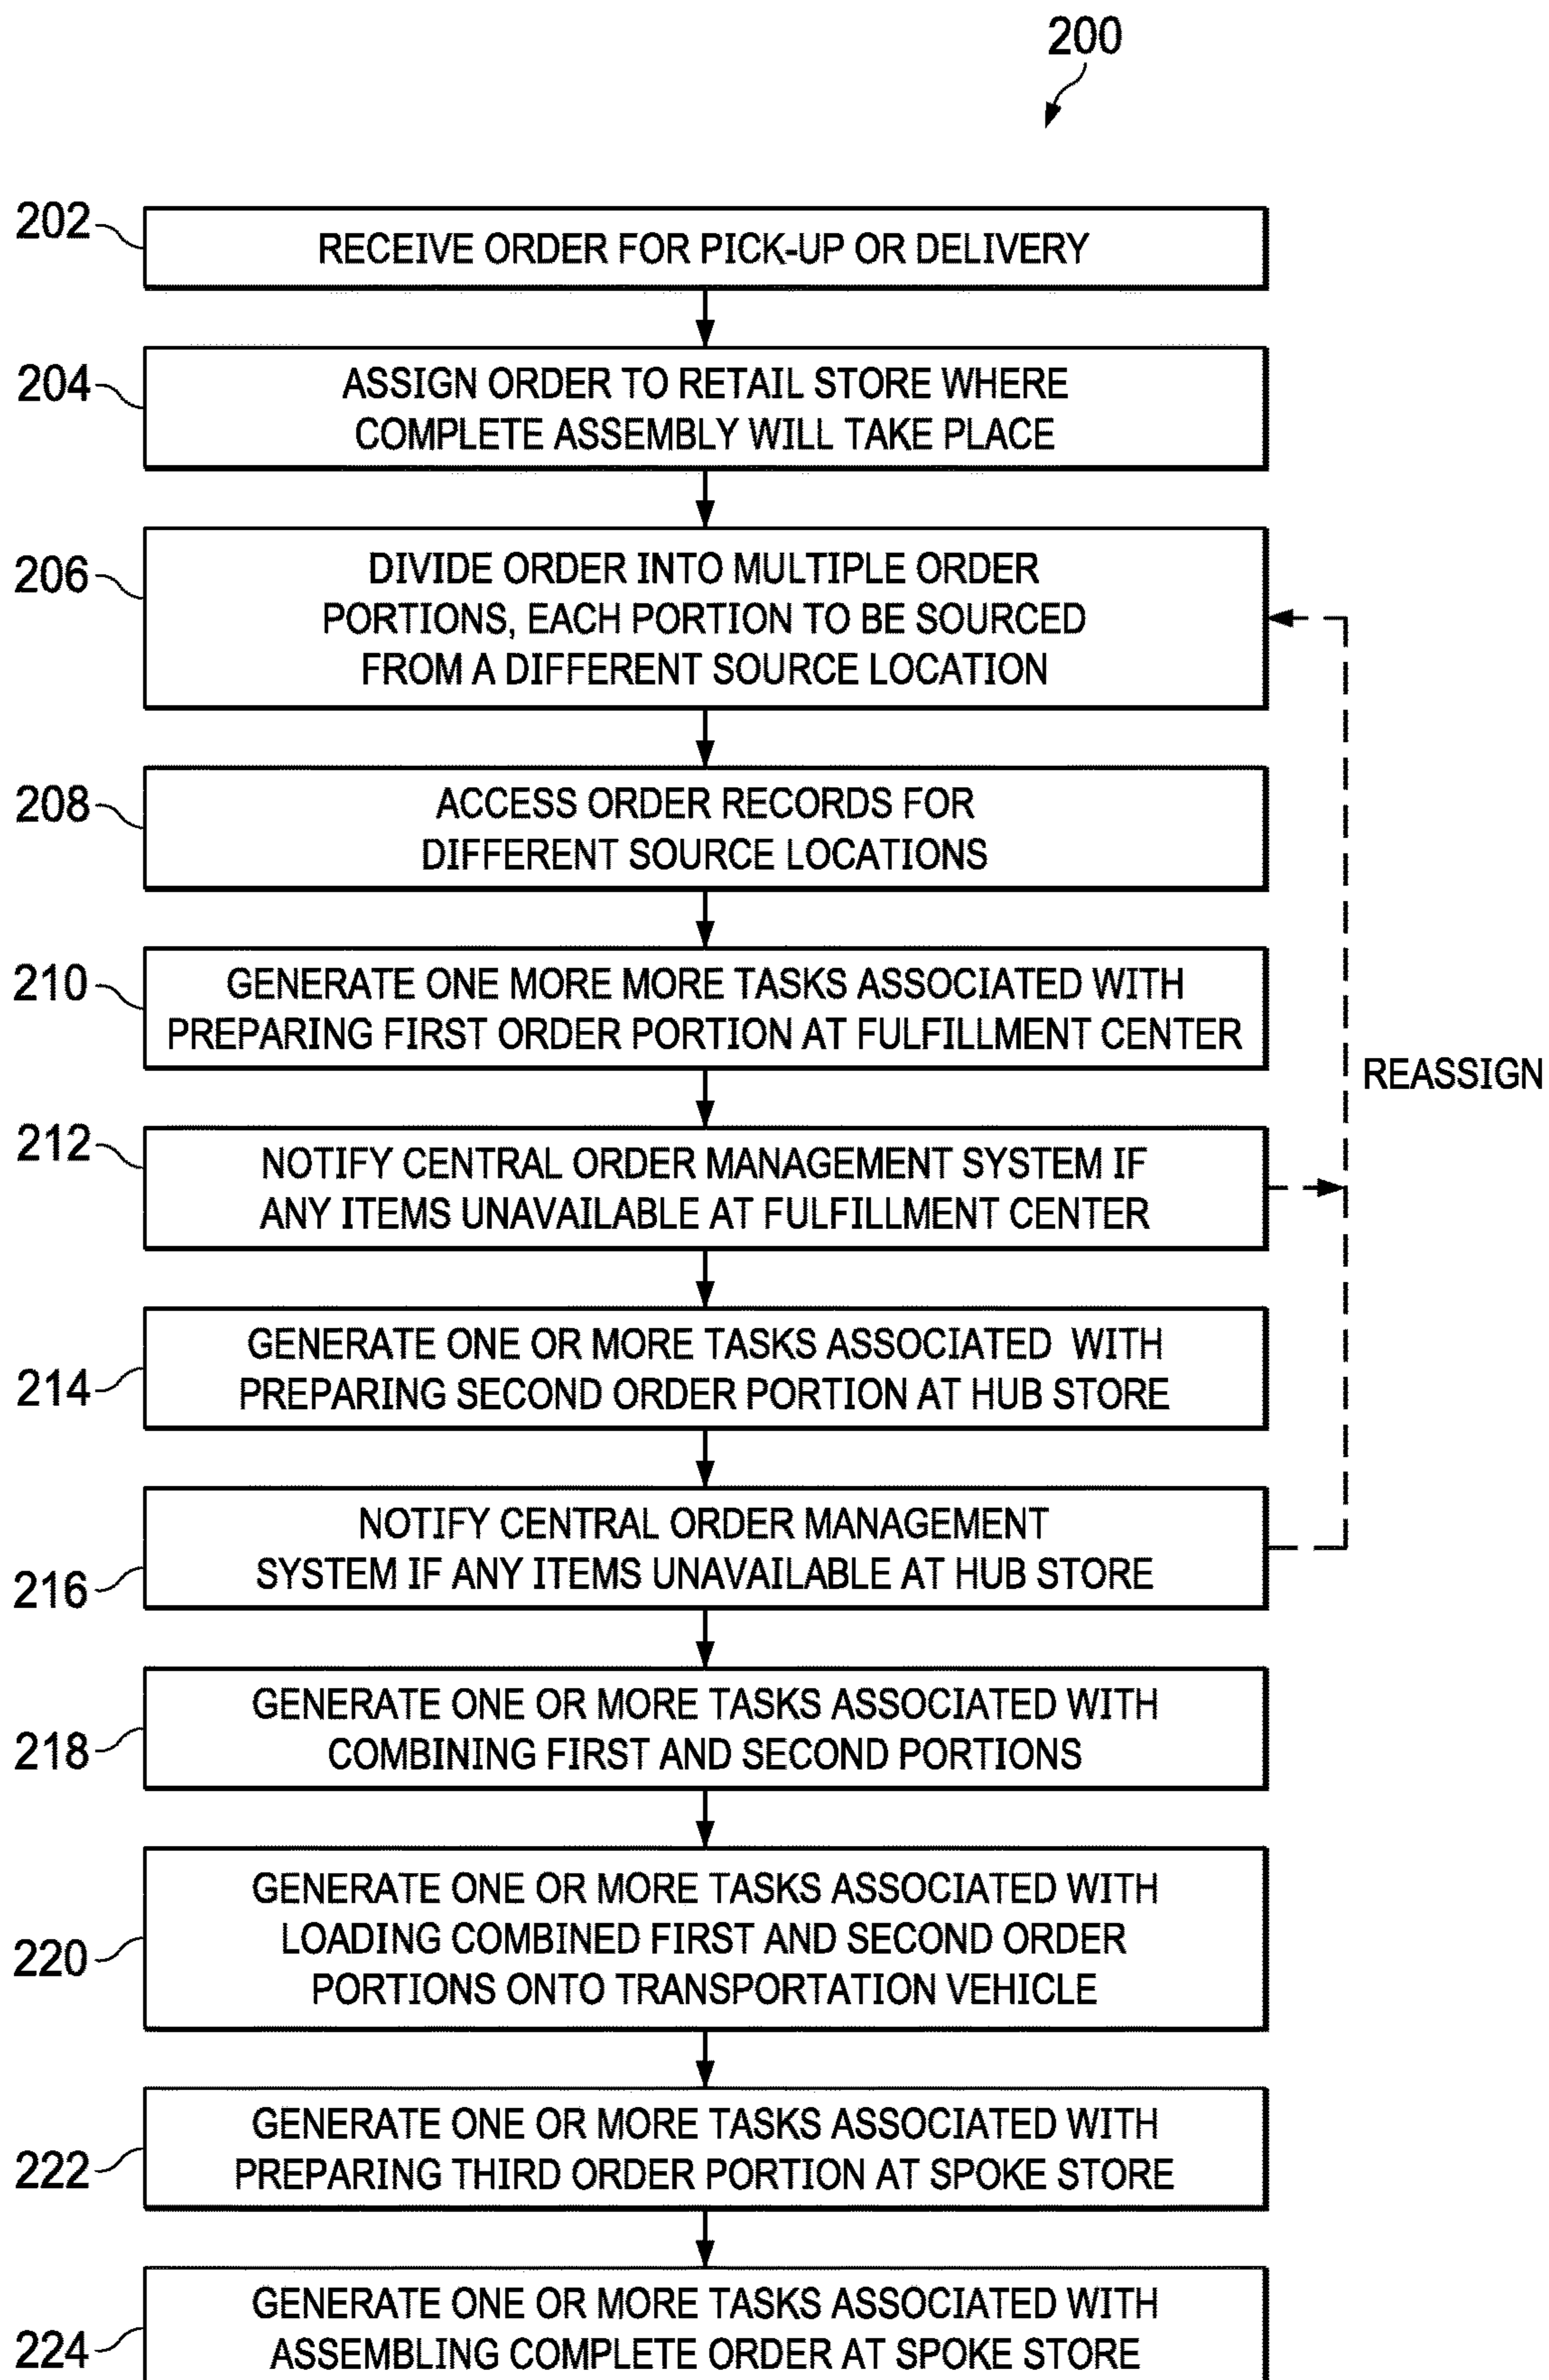 200
202
RECEIVE ORDER FOR PICK-UP OR DELIVERY
204
ASSIGN ORDER TO RETAIL STORE WHERE
COMPLETE ASSEMBLY WILL TAKE PLACE
206
DIVIDE ORDER INTO MULTIPLE ORDER
PORTIONS, EACH PORTION TO BE SOURCED
FROM A DIFFERENT SOURCE LOCATION
208
ACCESS ORDER RECORDS FOR
DIFFERENT SOURCE LOCATIONS
210
GENERATE ONE MORE MORE TASKS ASSOCIATED WITH
PREPARING FIRST ORDER PORTION AT FULFILLMENT CENTER
REASSIGN
212
NOTIFY CENTRAL ORDER MANAGEMENT SYSTEM IF
ANY ITEMS UNAVAILABLE AT FULFILLMENT CENTER
214
GENERATE ONE OR MORE TASKS ASSOCIATED WITH
PREPARING SECOND ORDER PORTION AT HUB STORE
216
NOTIFY CENTRAL ORDER MANAGEMENT
SYSTEM IF ANY ITEMS UNAVAILABLE AT HUB STORE
218
GENERATE ONE OR MORE TASKS ASSOCIATED WITH
COMBINING FIRST AND SECOND PORTIONS
220
GENERATE ONE OR MORE TASKS ASSOCIATED WITH
LOADING COMBINED FIRST AND SECOND ORDER
PORTIONS ONTO TRANSPORTATION VEHICLE
222
GENERATE ONE OR MORE TASKS ASSOCIATED WITH
PREPARING THIRD ORDER PORTION AT SPOKE STORE
224
GENERATE ONE OR MORE TASKS ASSOCIATED WITH
ASSEMBLING COMPLETE ORDER AT SPOKE STORE